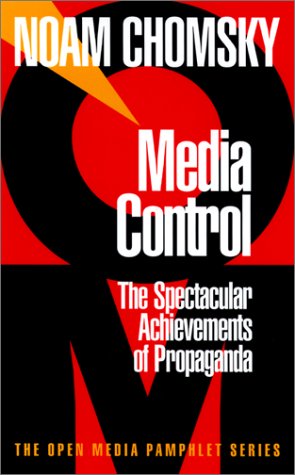 NOAM CHOMSKY
Media
Control
The Spectacular
Achievements
of Propaganda
THE OPEN MEDIA PAMPHLET SERIES